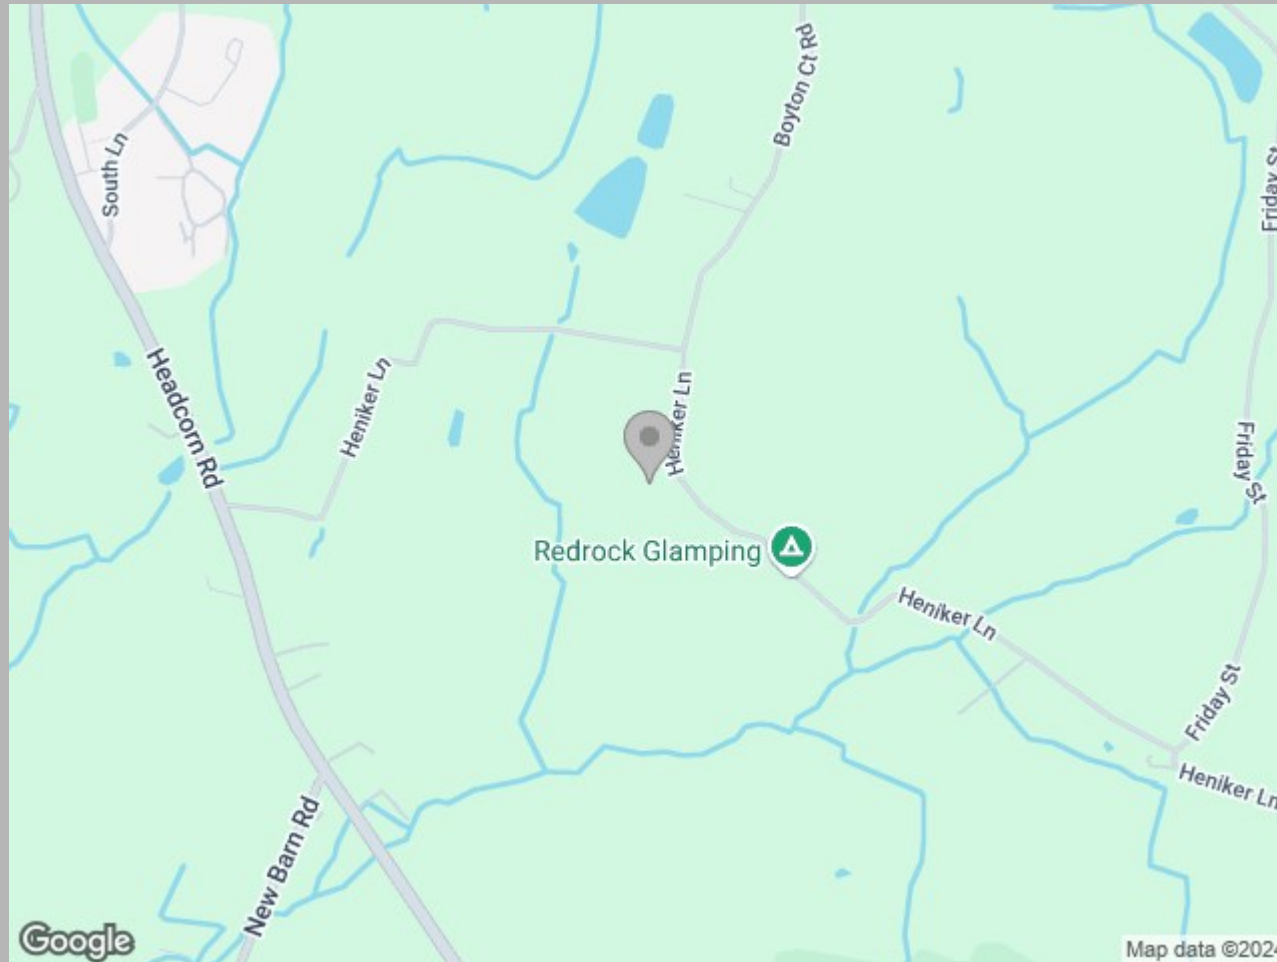 Boyton Ct Rd
South Ln
Friday St
Headcorn Rd
Heniker Ln
Heniker Ln
Friday St
Redrock Glamping
Heniker Ln
Friday St
Heniker Ln
New Barn Rd
Google
Map data ©2024